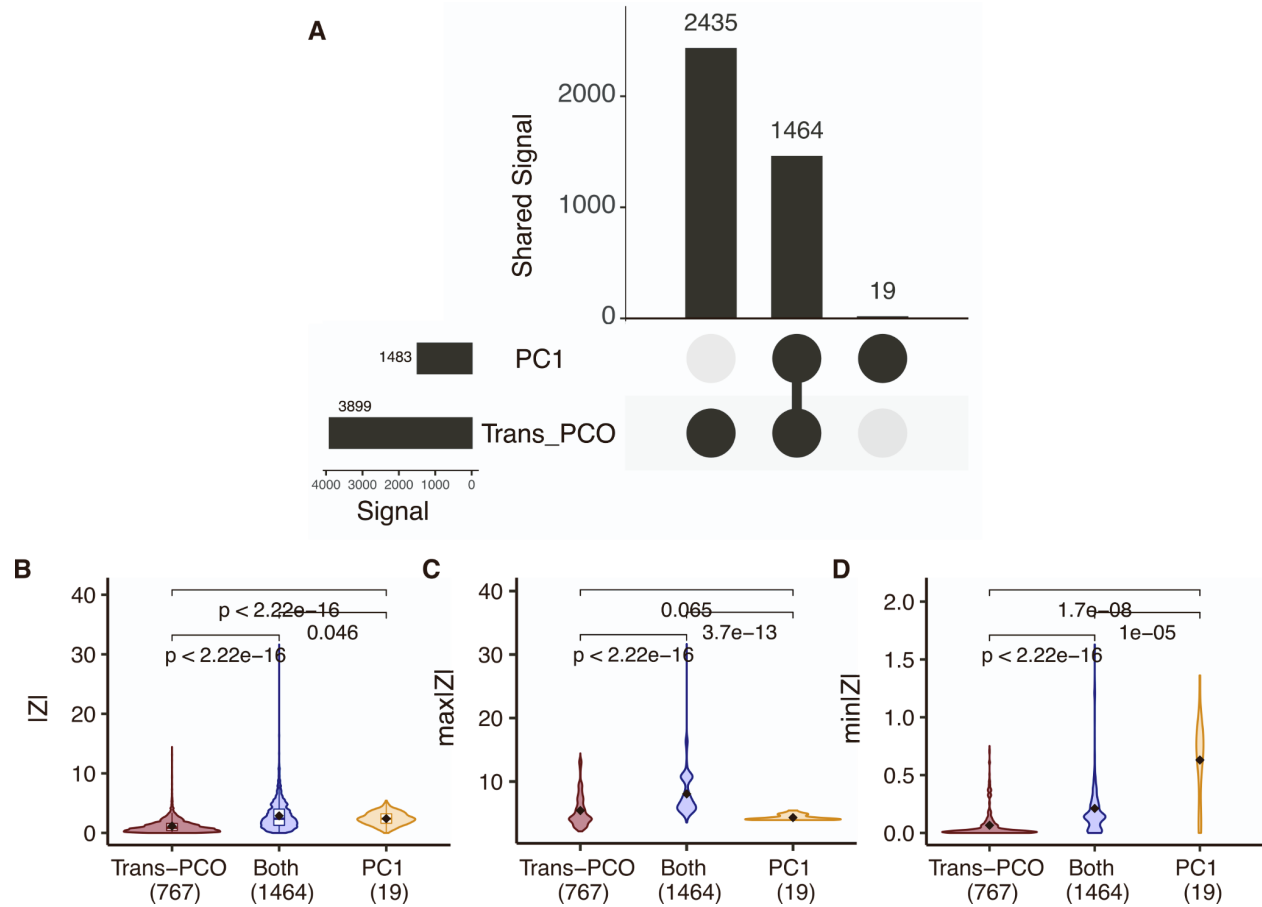 A
2435
2000
1464
Shared Signal
1000
19
0
1483
PC1
3899
Trans_PCO
4000 3000 2000 1000 0
Signal
B
40
30
20
10
0
|Z|
p < 2.22e−16
0.046
p < 2.22e−16
Trans−PCO
(767)
Both
(1464)
PC1
(19)
C
40
30
20
10
max|Z|
0.065
3.7e−13
p < 2.22e−16
Trans−PCO
(767)
Both
(1464)
PC1
(19)
D
2.0
1.5
1.0
0.5
0.0
min|Z|
1.7e−08
1e−05
p < 2.22e−16
Trans−PCO
(767)
Both
(1464)
PC1
(19)